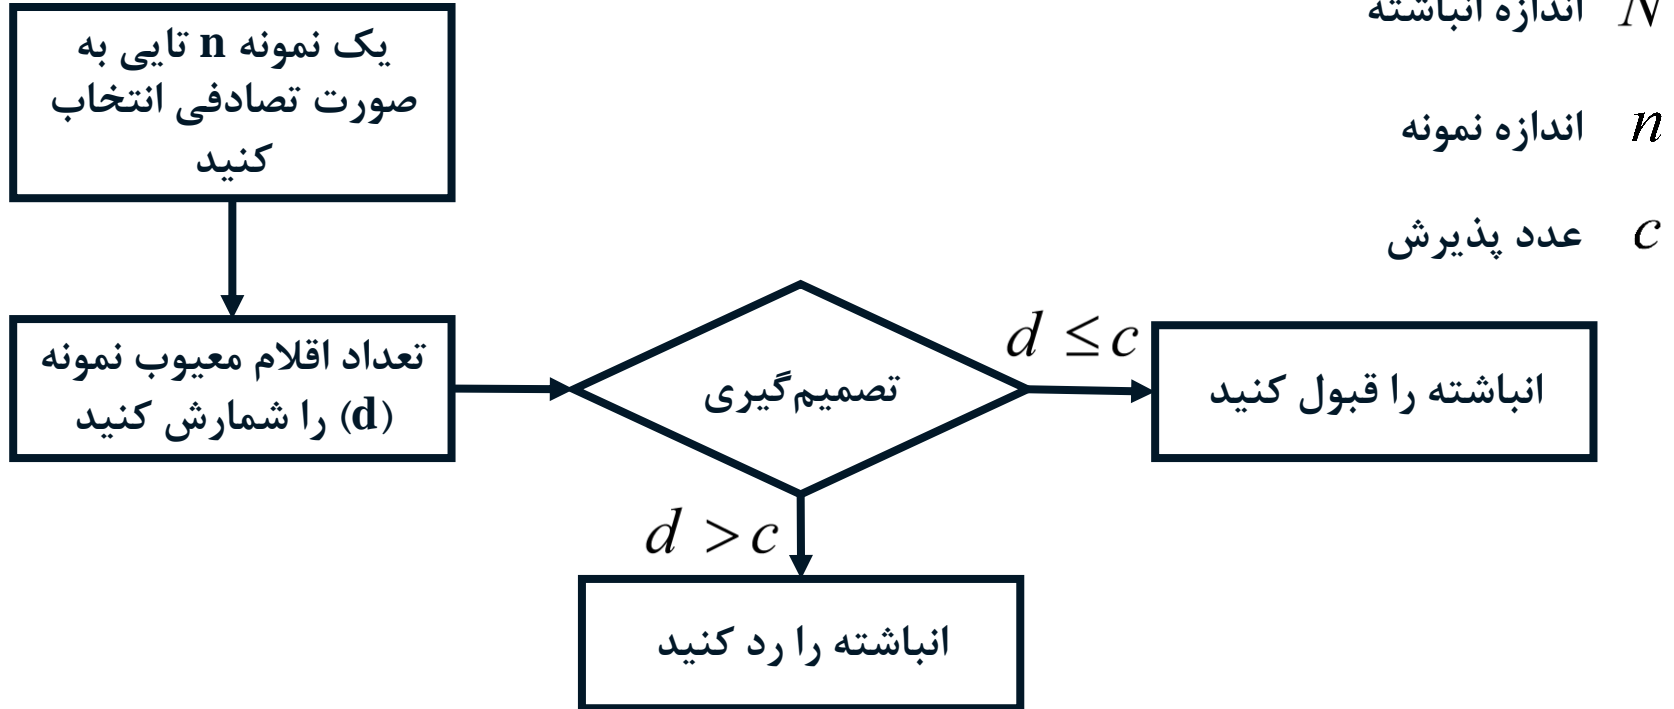 اندازه انباشته N
اندازه نمونه n
عدد پذیرش c
یک نمونه n تایی به
صورت تصادفی انتخاب
کنید
تعداد اقلام معیوب نمونه
(d) را شمارش کنید
تصمیم‌گیری
d ≤ c
انباشته را قبول کنید
d > c
انباشته را رد کنید